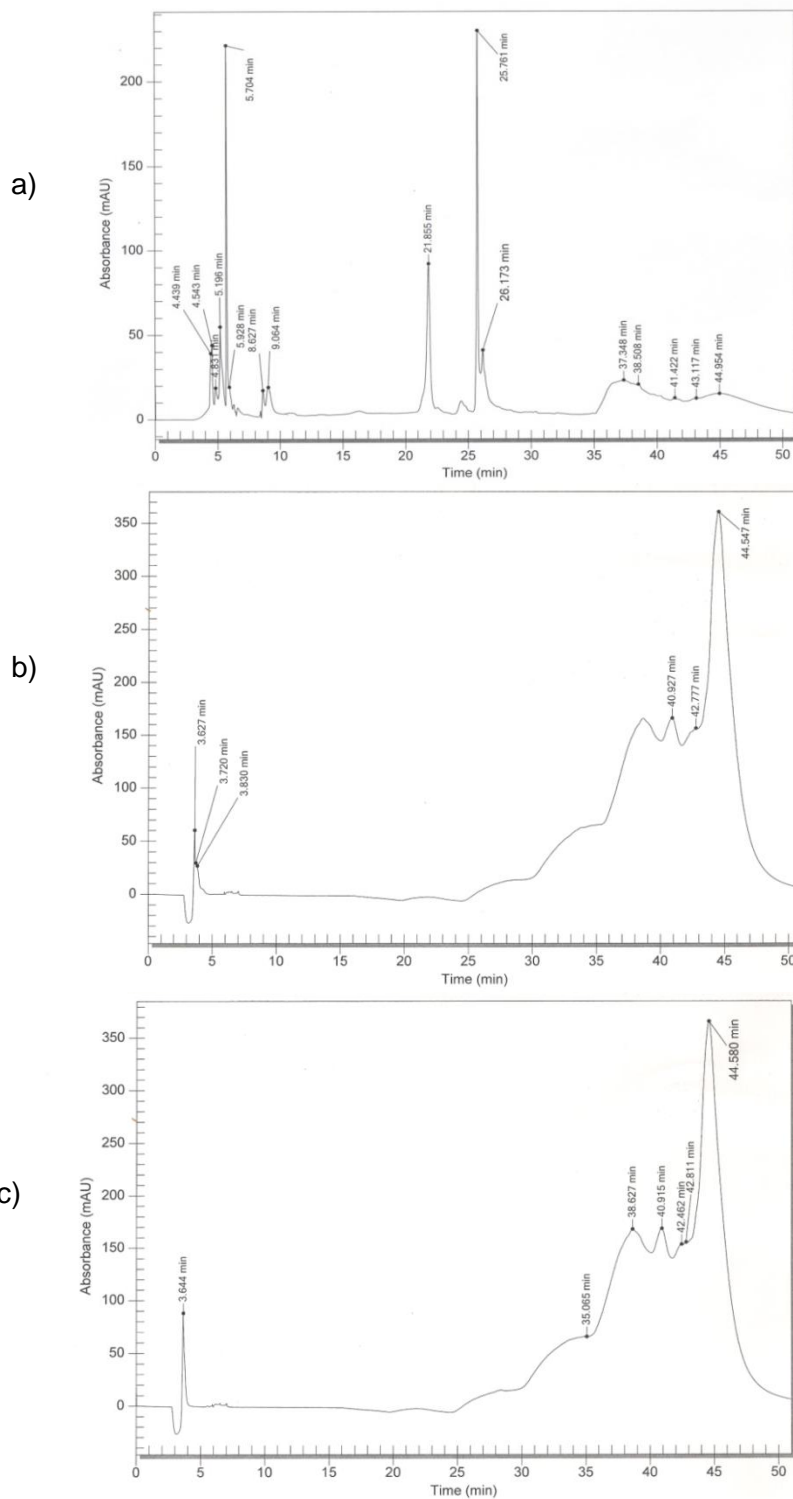 a)
Absorbance (mAU)
200
150
100
50
0
4.439 min
4.543 min
4.831 min
5.196 min
5.704 min
5.928 min
8.627 min
9.064 min
21.855 min
25.761 min
26.173 min
37.348 min
38.508 min
41.422 min
43.117 min
44.954 min
0 5 10 15 20 25 30 35 40 45 50
Time (min)
b)
Absorbance (mAU)
350
300
250
200
150
100
50
0
3.627 min
3.720 min
3.830 min
40.927 min
42.777 min
44.547 min
0 5 10 15 20 25 30 35 40 45 50
Time (min)
c)
Absorbance (mAU)
350
300
250
200
150
100
50
0
3.644 min
35.065 min
38.627 min
40.915 min
42.462 min
42.811 min
44.580 min
0 5 10 15 20 25 30 35 40 45 50
Time (min)